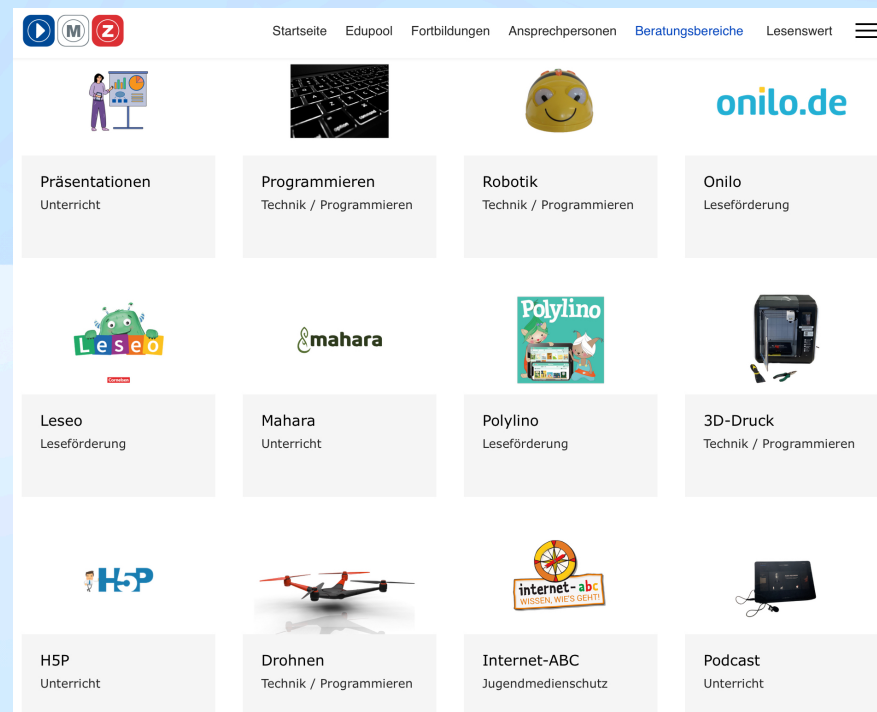 M Z
Startseite Edupool Fortbildungen Ansprechpersonen Beratungsbereiche Lesenswert
onilo.de
Präsentationen
Unterricht
Programmieren
Technik / Programmieren
Robotik
Technik / Programmieren
Onilo
Leseförderung
Leseo
Cornelsen
mahara
Polylino
Leseo
Leseförderung
Mahara
Unterricht
Polylino
Leseförderung
3D-Druck
Technik / Programmieren
H5P
internet-abc
WISSEN, WIE'S GEHT!
H5P
Unterricht
Drohnen
Technik / Programmieren
Internet-ABC
Jugendmedienschutz
Podcast
Unterricht